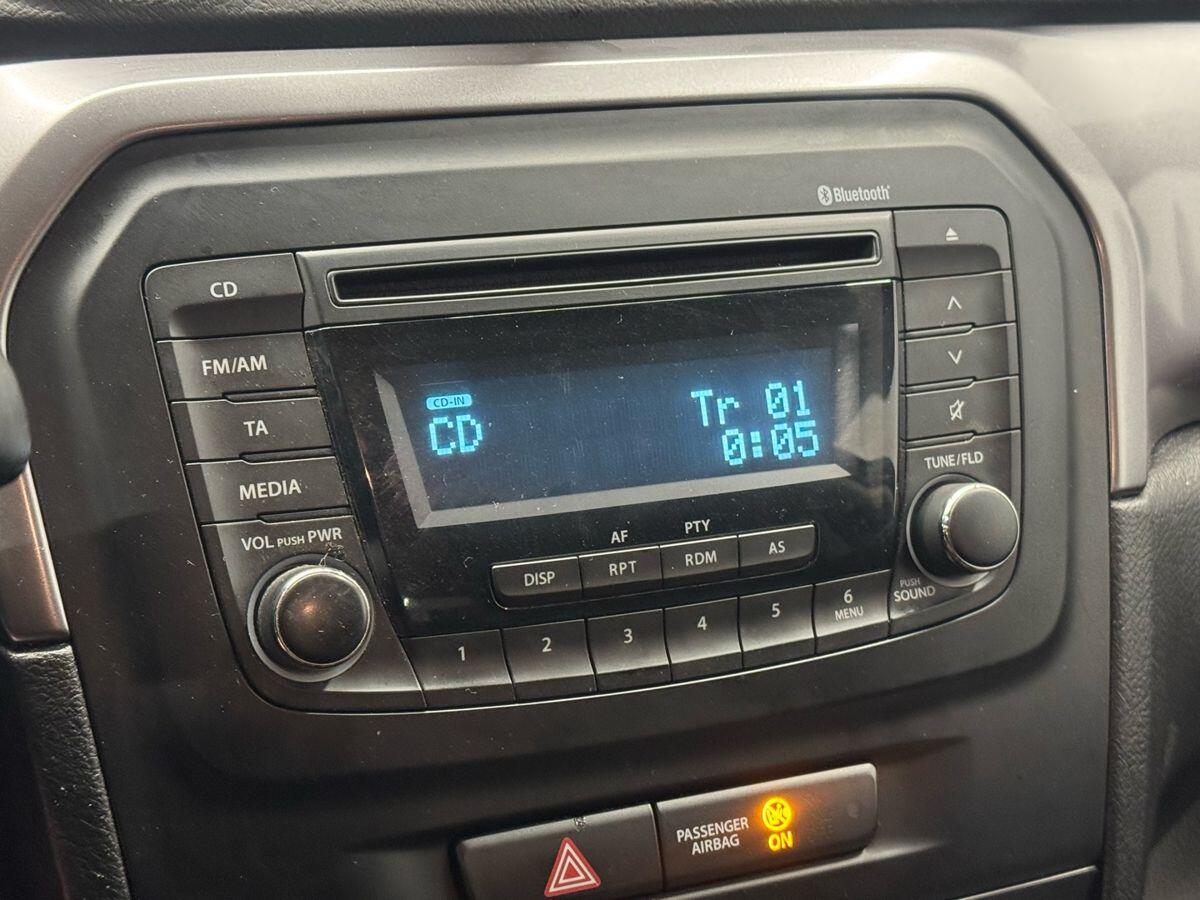 Bluetooth
CD
FM/AM
TA
MEDIA
VOL PUSH PWR
CD-IN
CD
Tr 01
0:05
TUNE/FLD
PUSH
SOUND
AF
PTY
DISP
RPT
RDM
AS
1
2
3
4
5
6
MENU
PASSENGER
AIRBAG
ON